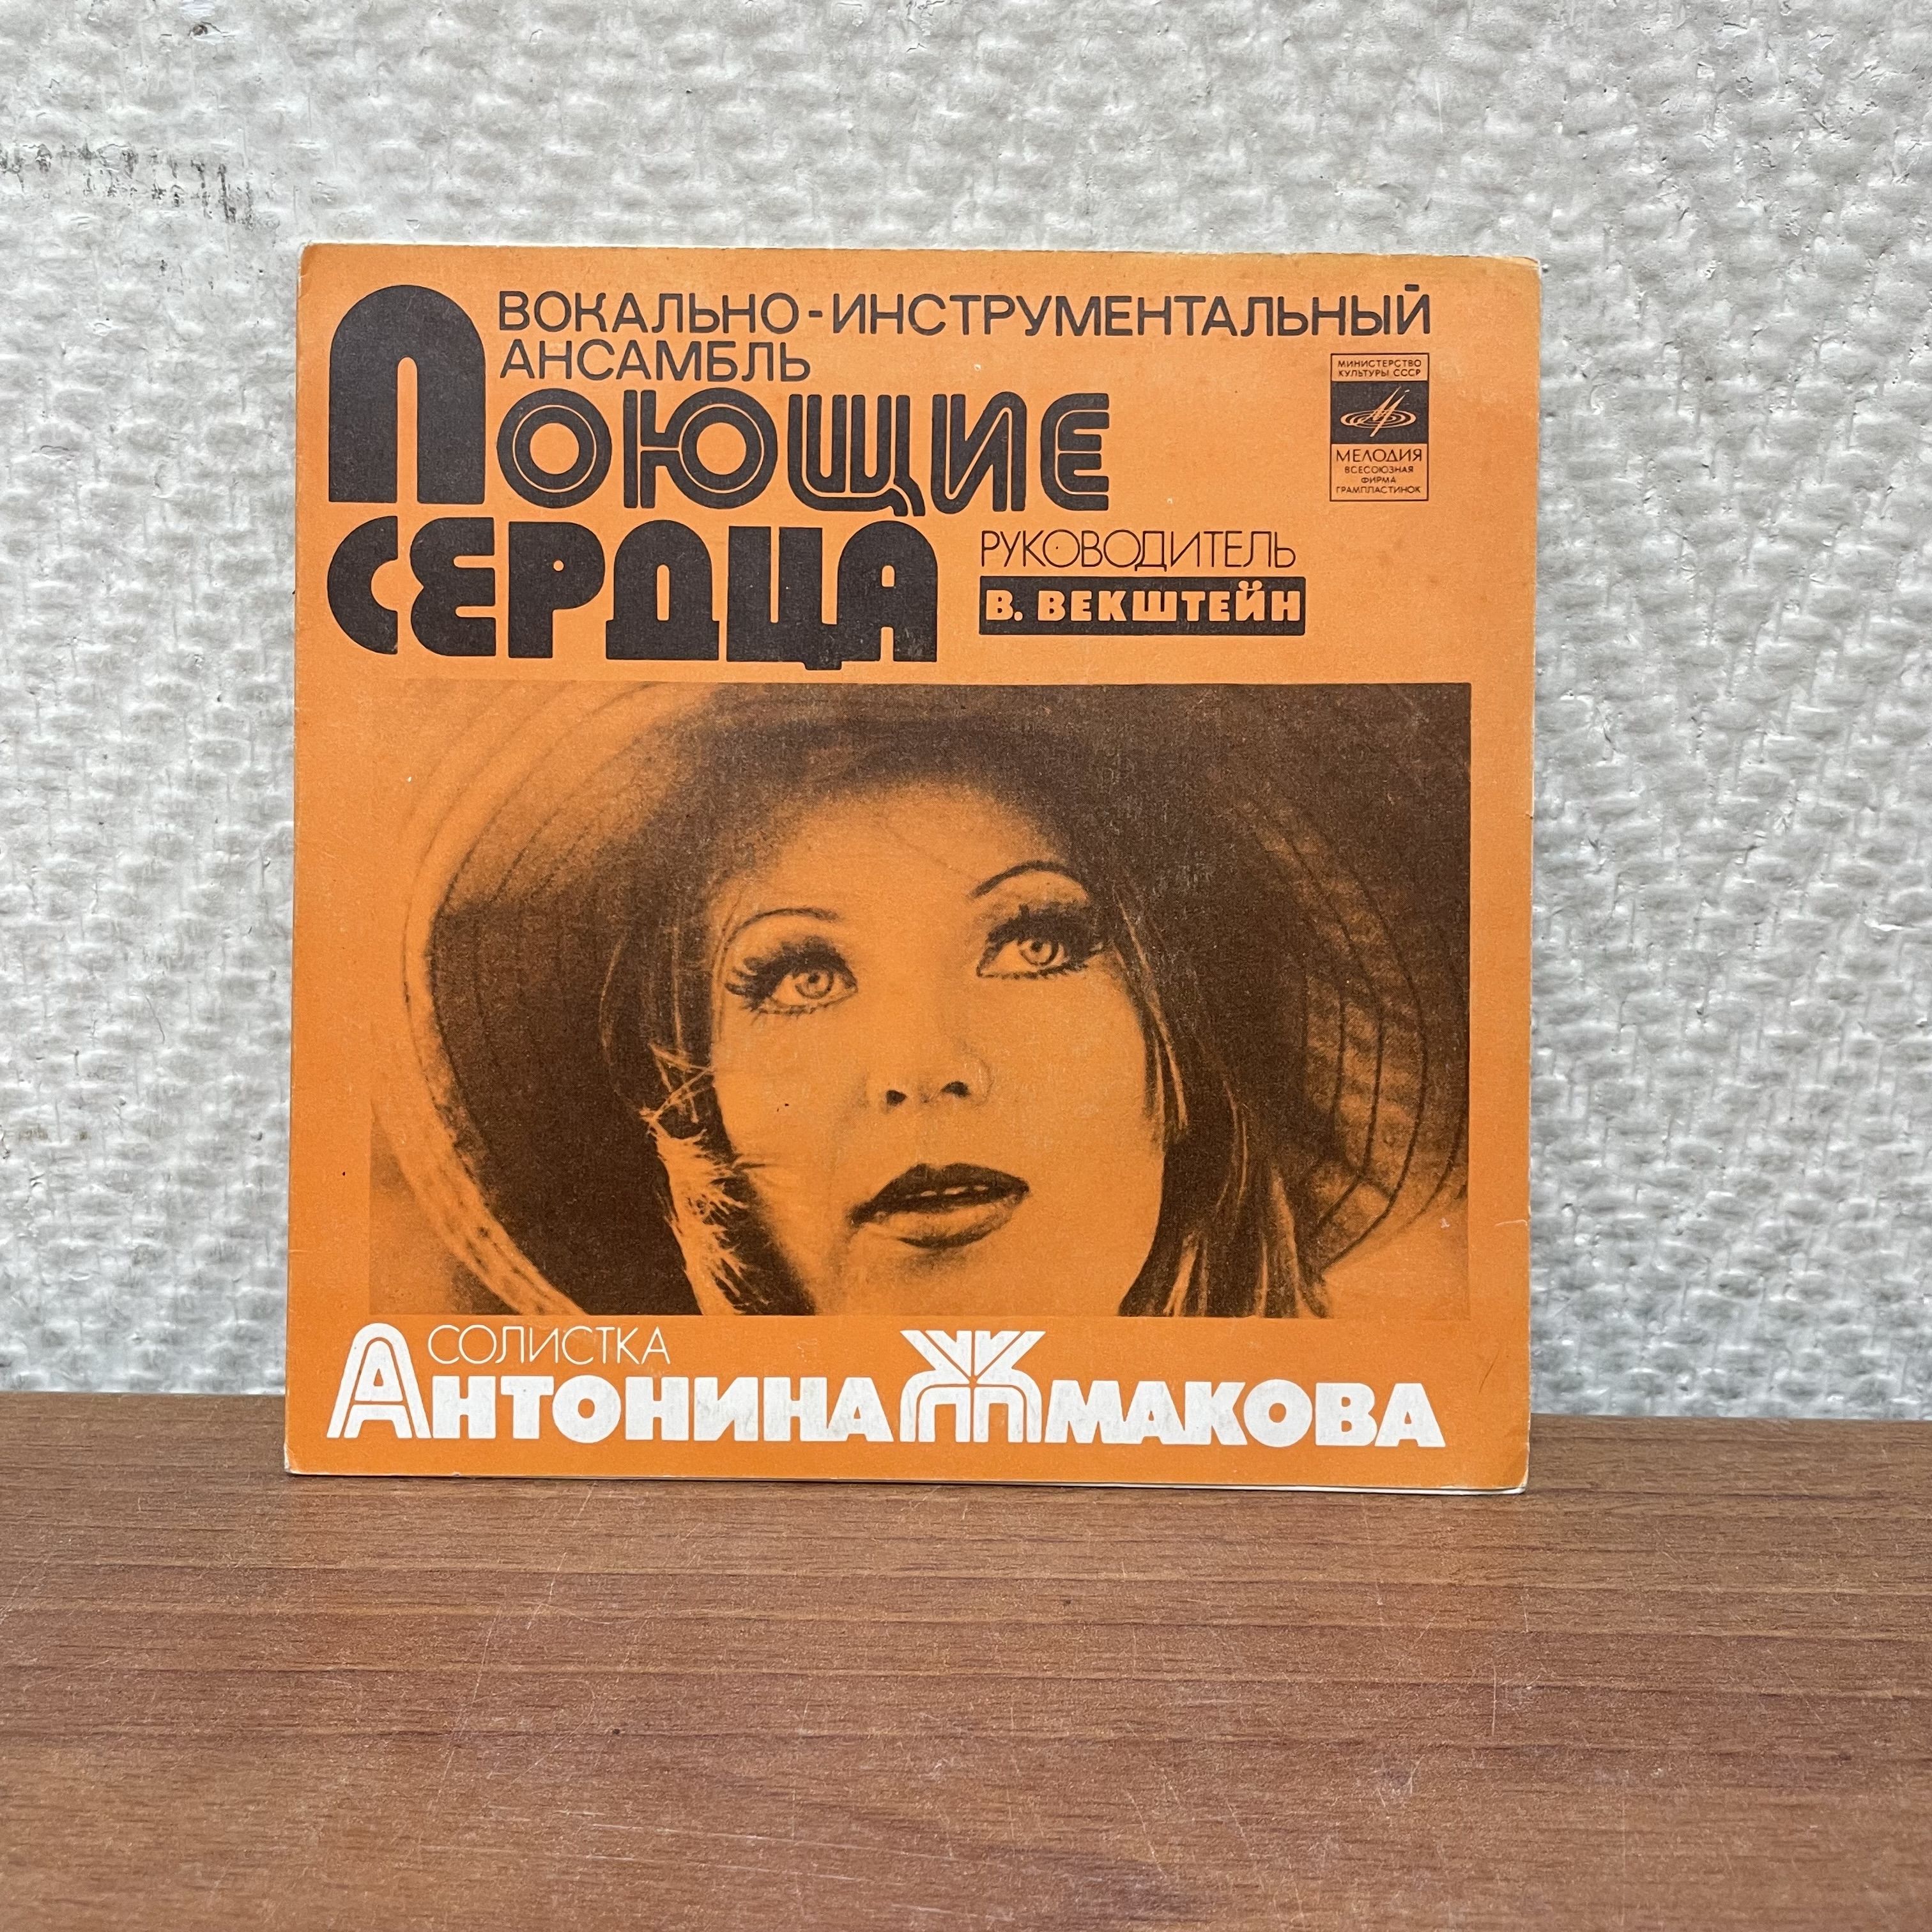 ВОКАЛЬНО-ИНСТРУМЕНТАЛЬНЫЙ
АНСАМБЛЬ
ПОЮЩИЕ
СЕРДЦА
МИНИСТЕРСТВО
КУЛЬТУРЫ СССР
МЕЛОДИЯ
ВСЕСОЮЗНАЯ
ФИРМА
ГРАМПЛАСТИНОК
РУКОВОДИТЕЛЬ
В. ВЕКШТЕЙН
СОЛИСТКА
АНТОНИНА ЖМАКОВА